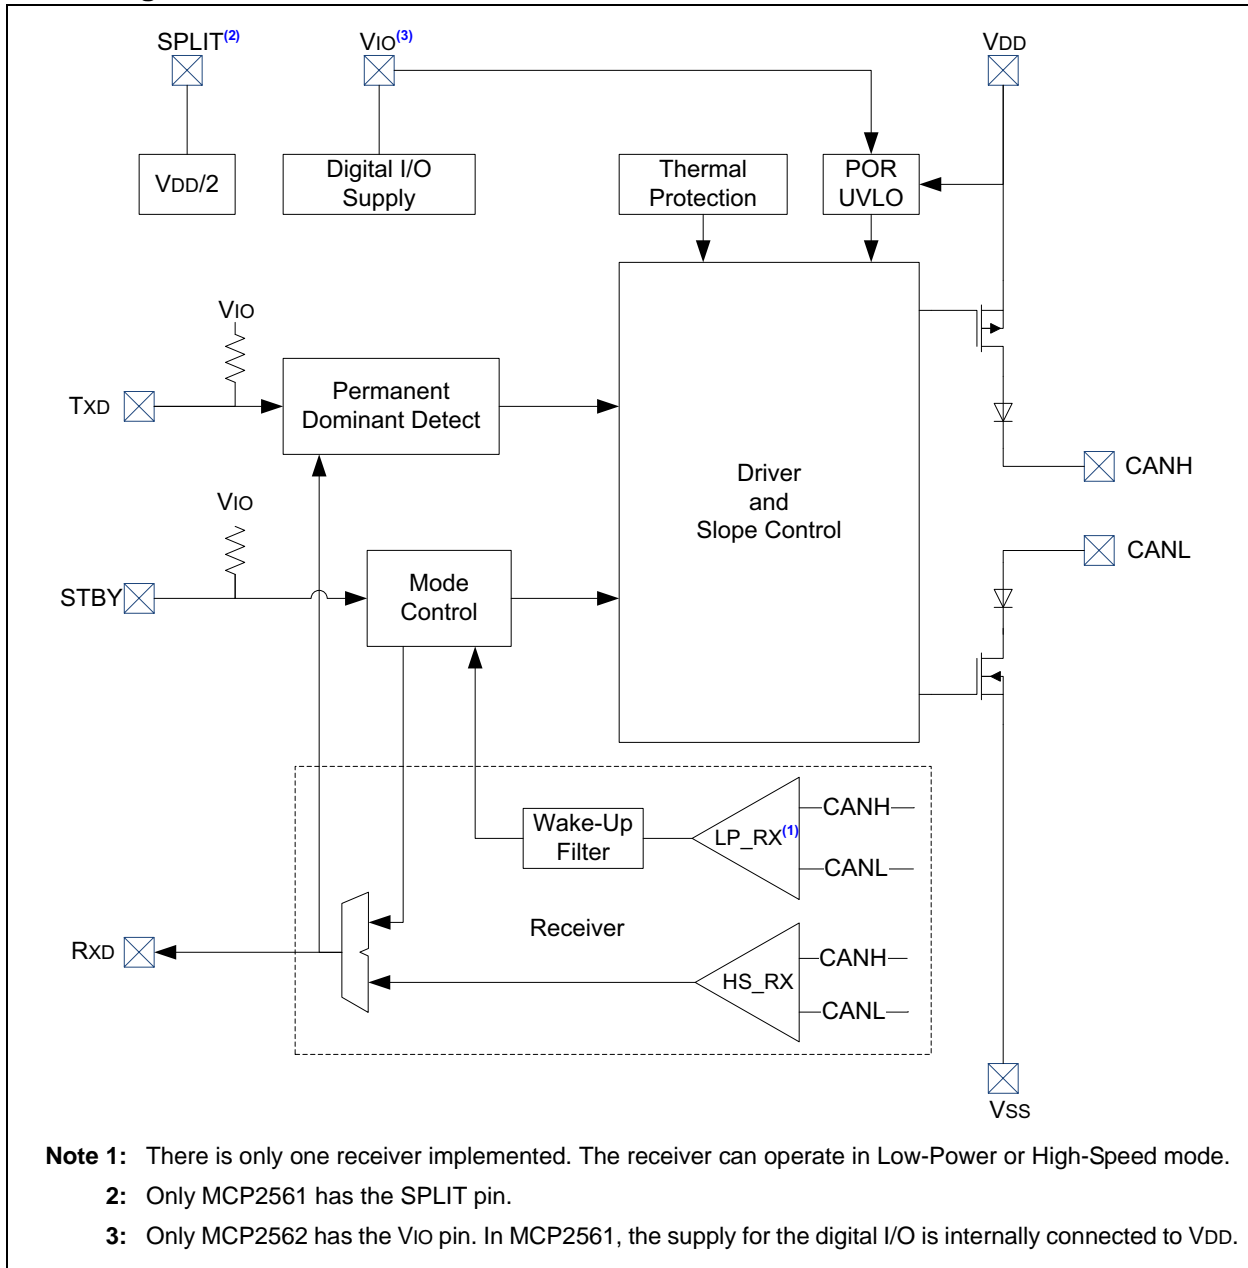 SPLIT(2)
VIO(3)
VDD
VDD/2
Digital I/O
Supply
Thermal
Protection
POR
UVLO
VIO
TXD
Permanent
Dominant Detect
CANH
Driver
and
Slope Control
VIO
CANL
STBY
Mode
Control
CANH
Wake-Up
Filter
LP_RX(1)
CANL
Receiver
RXD
CANH
HS_RX
CANL
VSS
Note 1: There is only one receiver implemented. The receiver can operate in Low-Power or High-Speed mode.
2: Only MCP2561 has the SPLIT pin.
3: Only MCP2562 has the VIO pin. In MCP2561, the supply for the digital I/O is internally connected to VDD.